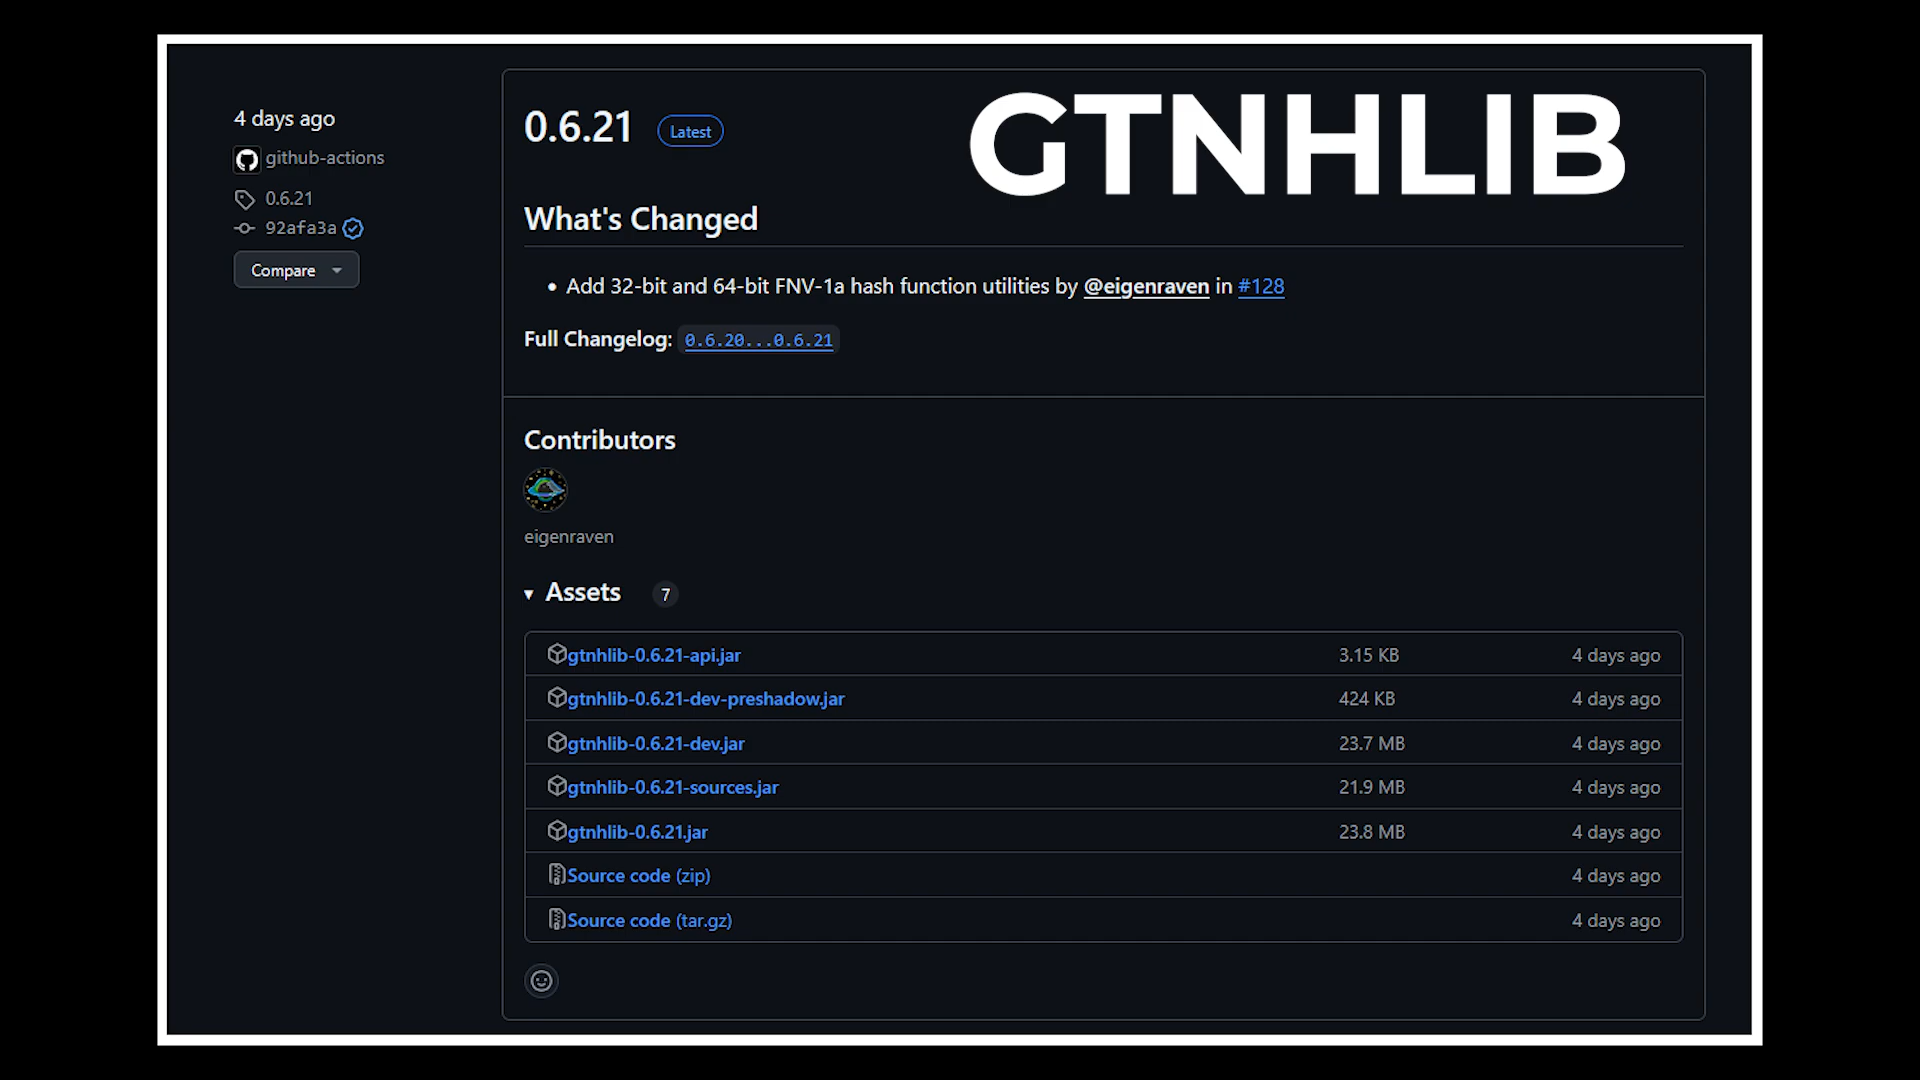 4 days ago
github-actions
0.6.21
92afa3a
Compare
0.6.21 Latest
GTNHLIB
What's Changed
• Add 32-bit and 64-bit FNV-1a hash function utilities by @eigenraven in #128
Full Changelog: 0.6.20...0.6.21
Contributors
eigenraven
Assets 7
gtnhlib-0.6.21-api.jar 3.15 KB 4 days ago
gtnhlib-0.6.21-dev-preshadow.jar 424 KB 4 days ago
gtnhlib-0.6.21-dev.jar 23.7 MB 4 days ago
gtnhlib-0.6.21-sources.jar 21.9 MB 4 days ago
gtnhlib-0.6.21.jar 23.8 MB 4 days ago
Source code (zip) 4 days ago
Source code (tar.gz) 4 days ago